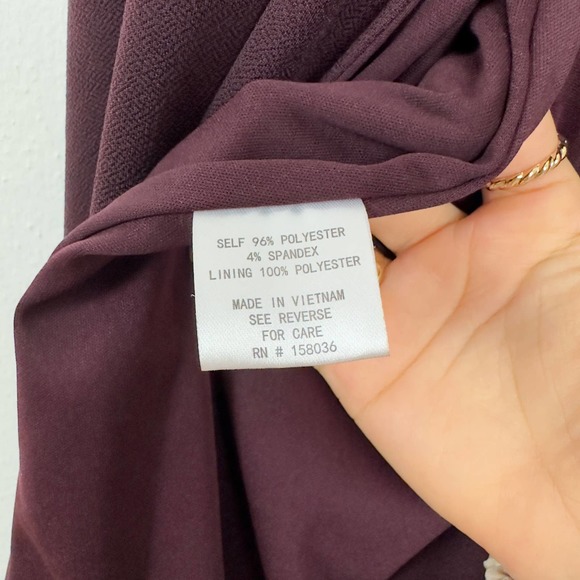 SELF 96% POLYESTER
4% SPANDEX
LINING 100% POLYESTER
MADE IN VIETNAM
SEE REVERSE
FOR CARE
RN # 158036